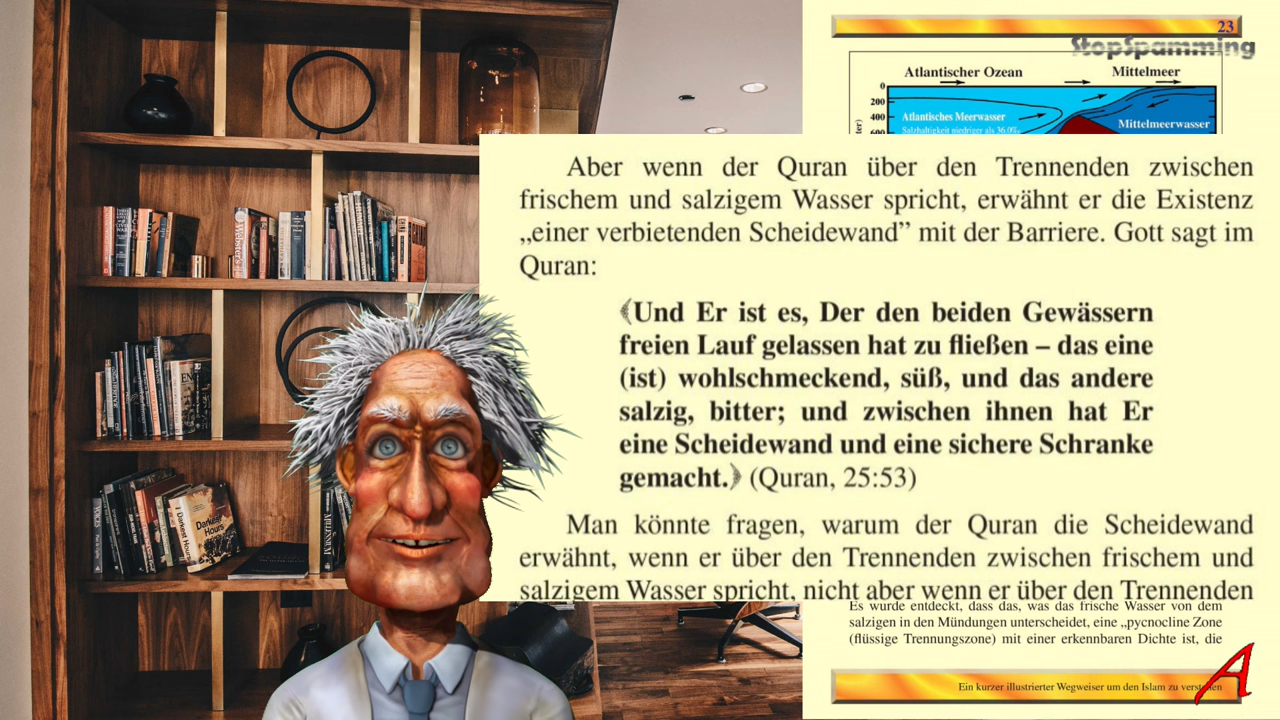 23
StopSpamming
Atlantischer Ozean
Mittelmeer
0
200
400
Atlantisches Meerwasser
Salzhaltigkeit niedriger als 36.0%
Mittelmeerwasser
Aber wenn der Quran über den Trennenden zwischen
frischem und salzigem Wasser spricht, erwähnt er die Existenz
„einer verbietenden Scheidewand” mit der Barriere. Gott sagt im
Quran:
⟪Und Er ist es, Der den beiden Gewässern
freien Lauf gelassen hat zu fließen – das eine
(ist) wohlschmeckend, süß, und das andere
salzig, bitter; und zwischen ihnen hat Er
eine Scheidewand und eine sichere Schranke
gemacht.⟫ (Quran, 25:53)
Man könnte fragen, warum der Quran die Scheidewand
erwähnt, wenn er über den Trennenden zwischen frischem und
salzigem Wasser spricht, nicht aber wenn er über den Trennenden
Es wurde entdeckt, dass das, was das frische Wasser von dem
salzigen in den Mündungen unterscheidet, eine „pycnocline Zone
(flüssige Trennungszone) mit einer erkennbaren Dichte ist, die
Ein kurzer illustrierter Wegweiser um den Islam zu verstehen
A
Darkest
Hours